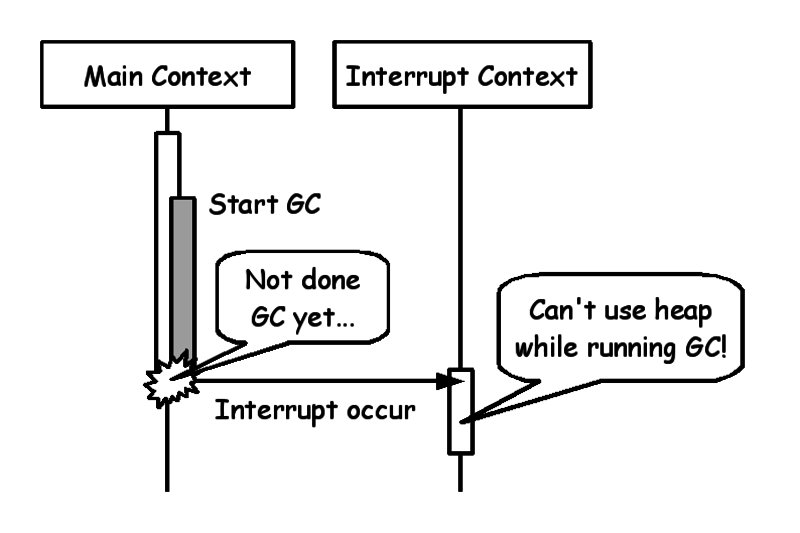 Main Context
Interrupt Context
Start GC
Not done
GC yet...
Can't use heap
while running GC!
Interrupt occur